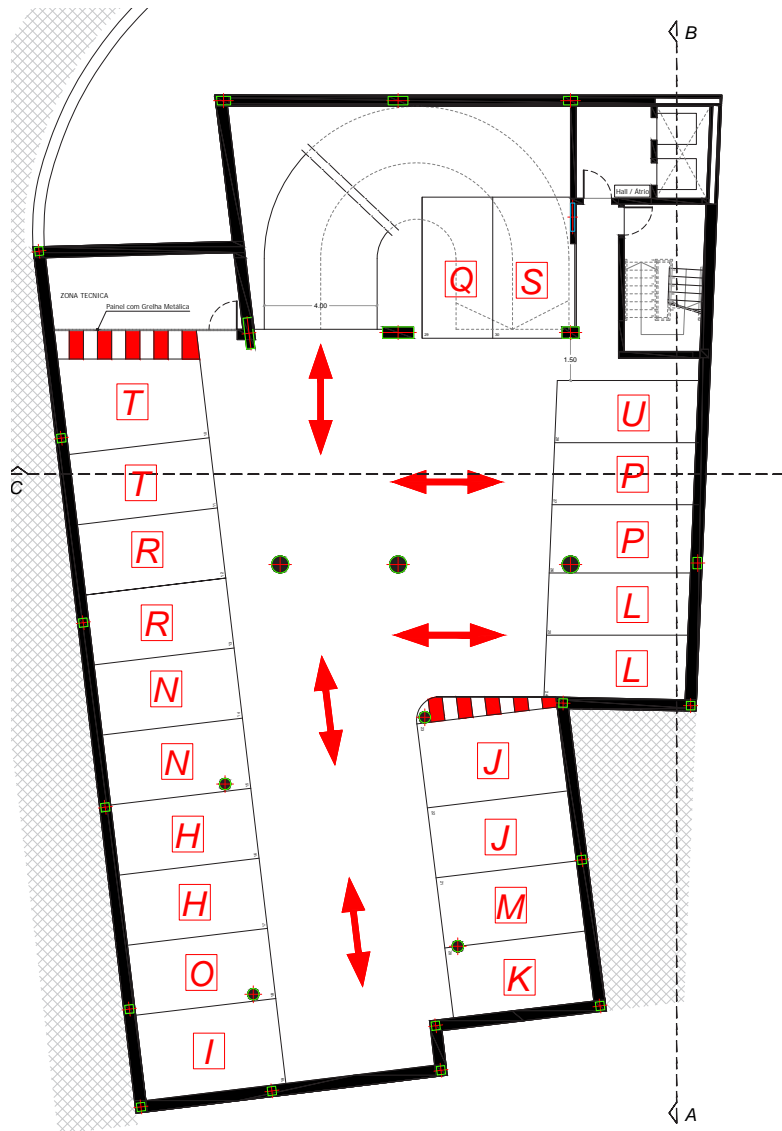 B
Hall / Átrio
Q
S
ZONA TECNICA
Painel com Grelha Metálica
4.00
1.50
T
U
C
T
P
R
P
R
L
N
L
N
J
H
J
H
M
O
K
I
A